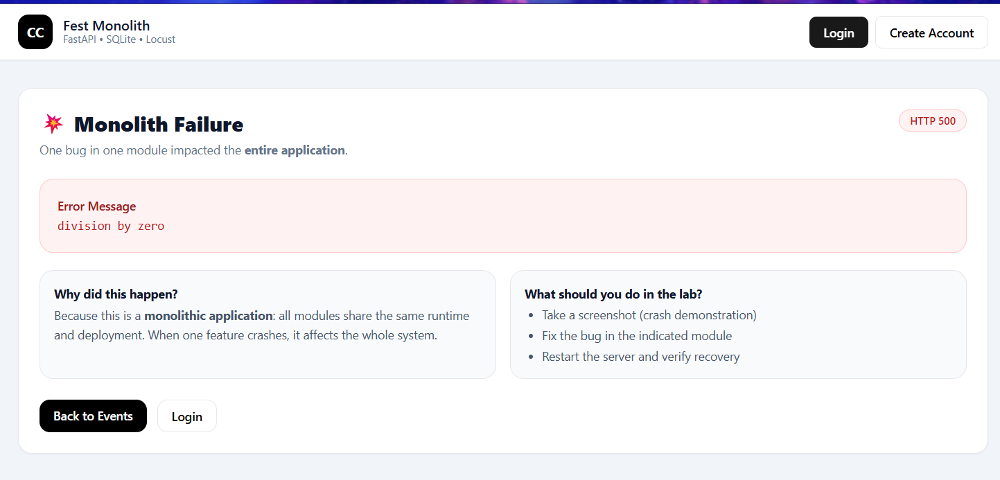 CC
Fest Monolith
FastAPI • SQLite • Locust
Login
Create Account
Monolith Failure
HTTP 500
One bug in one module impacted the entire application.
Error Message
division by zero
Why did this happen?
Because this is a monolithic application: all modules share the same runtime
and deployment. When one feature crashes, it affects the whole system.
What should you do in the lab?
• Take a screenshot (crash demonstration)
• Fix the bug in the indicated module
• Restart the server and verify recovery
Back to Events
Login